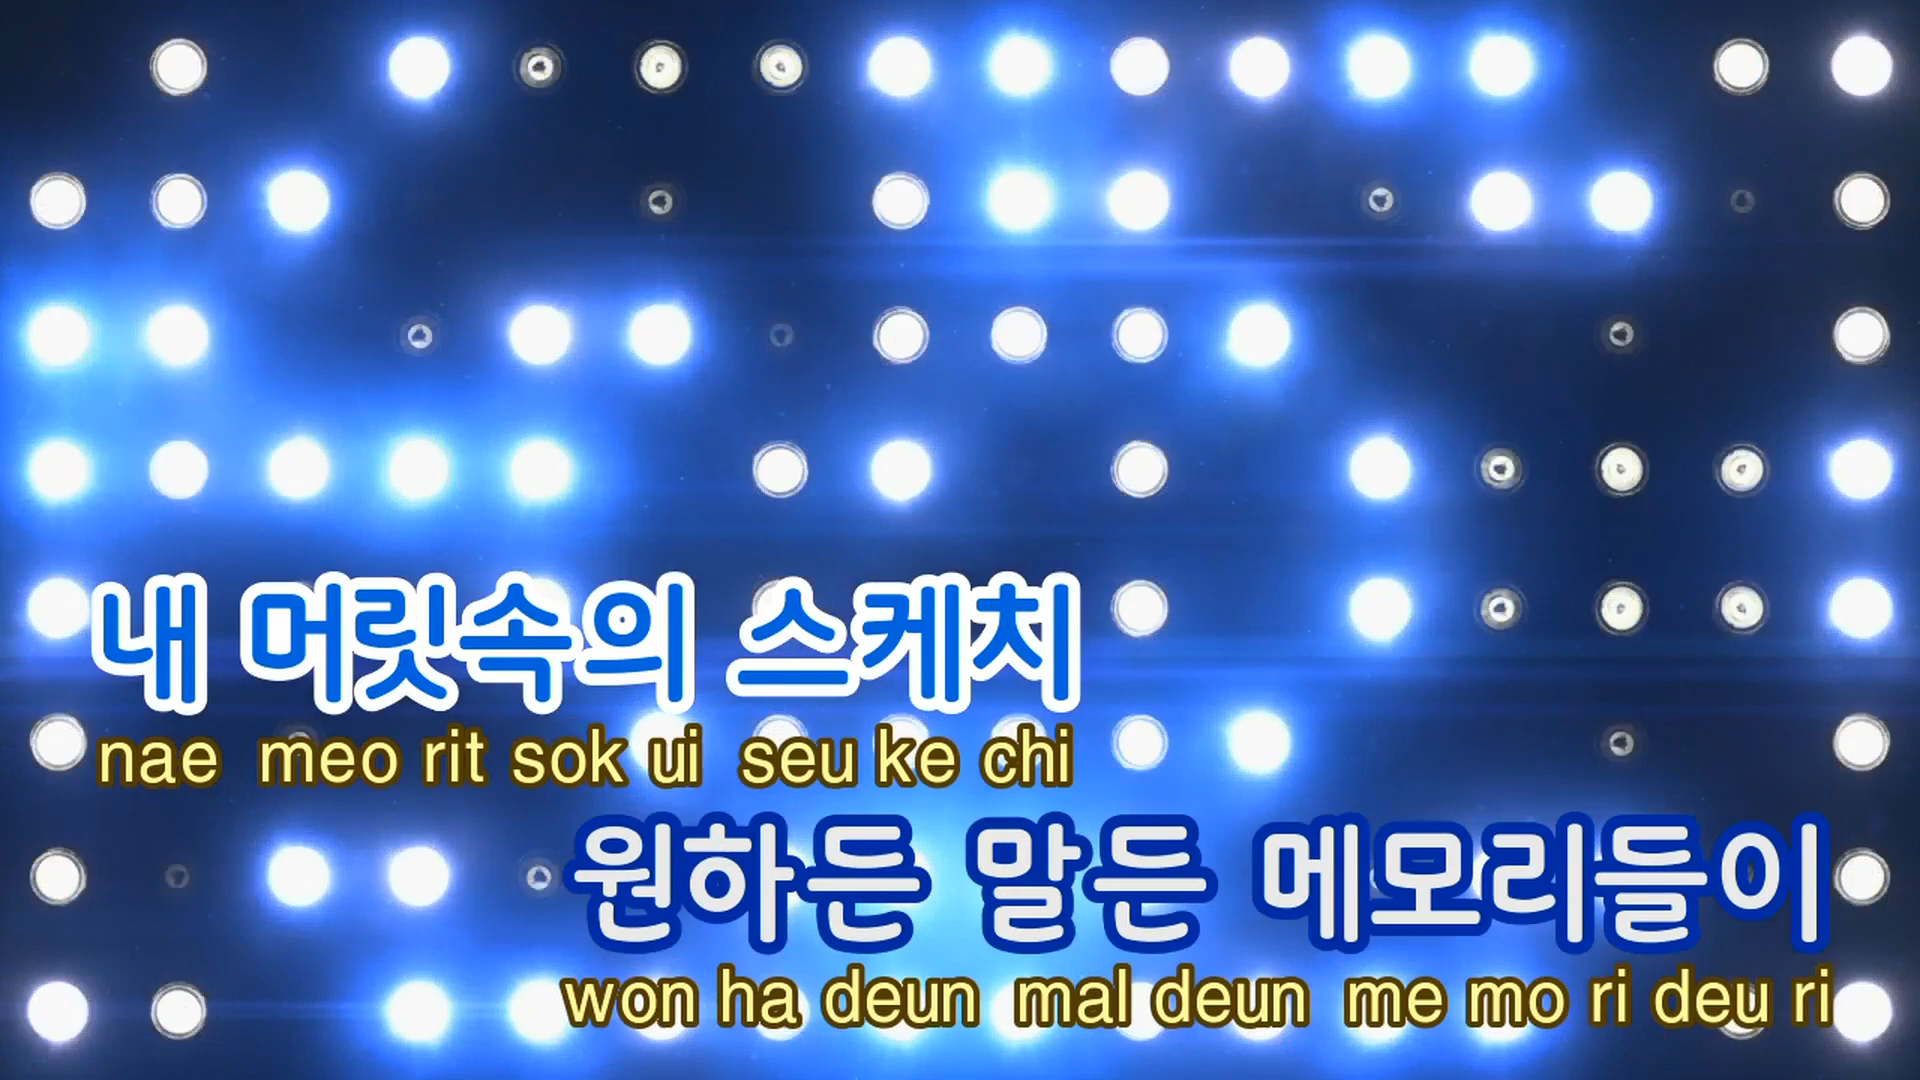 내 머릿속의 스케치
nae meo rit sok ui seu ke chi
원하든 말든 메모리들이
won ha deun mal deun me mo ri deu ri